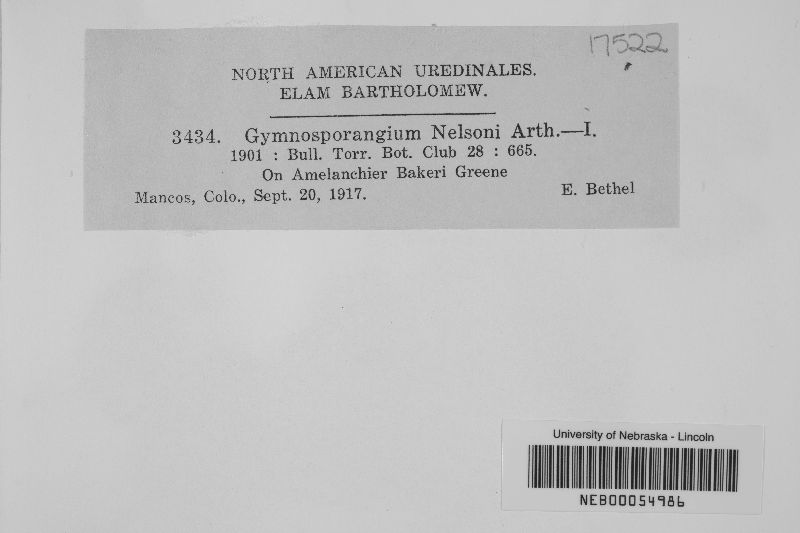 17522
NORTH AMERICAN UREDINALES.
ELAM BARTHOLOMEW.
3434. Gymnosporangium Nelsoni Arth.—I.
1901 : Bull. Torr. Bot. Club 28 : 665.
On Amelanchier Bakeri Greene
Mancos, Colo., Sept. 20, 1917. E. Bethel
University of Nebraska - Lincoln
NEB00054986